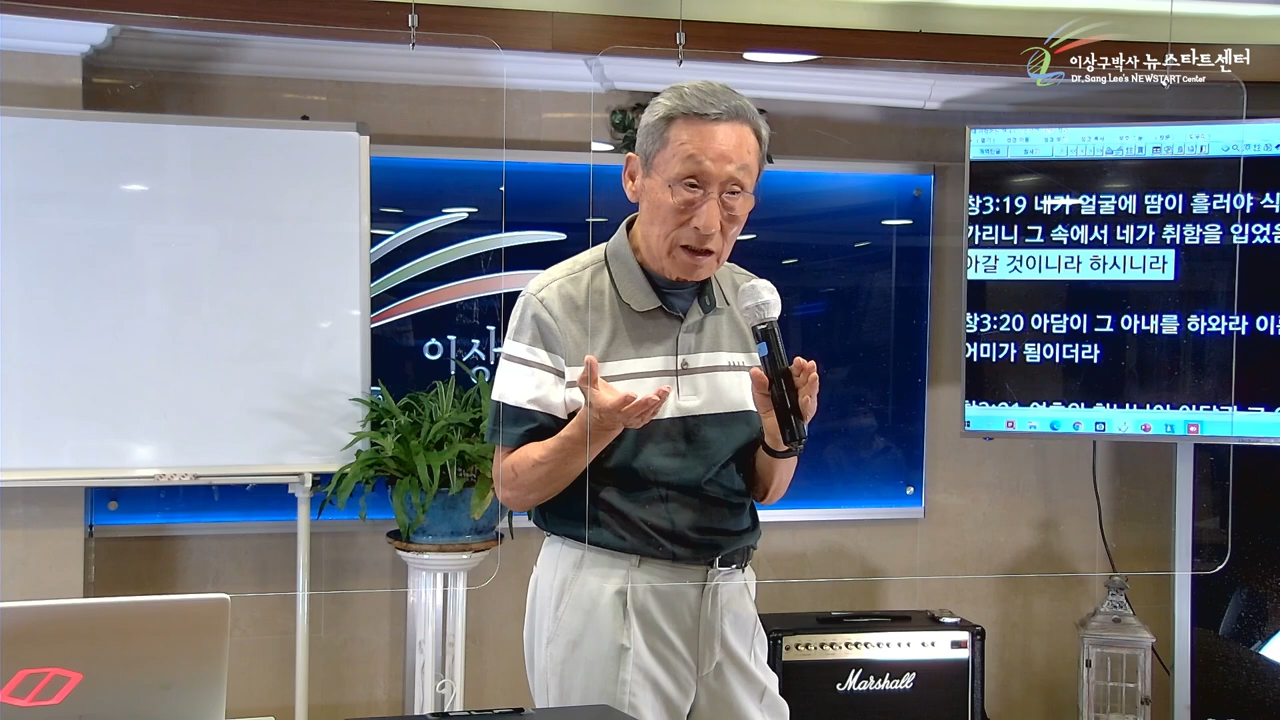 이상구박사 뉴스타트센터
Dr. Sang Lee's NEWSTART Center
이상
창3:19 네가 얼굴에 땀이 흘러야 식
가리니 그 속에서 네가 취함을 입었음
아갈 것이니라 하시니라
창3:20 아담이 그 아내를 하와라 이
어미가 됨이더라
Marshall